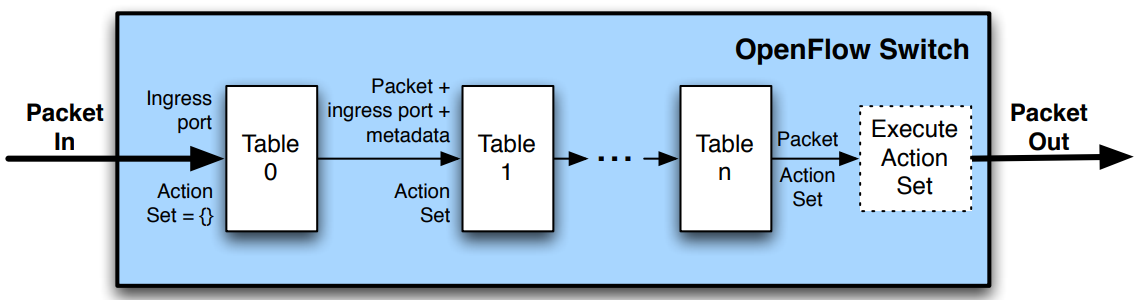 OpenFlow Switch
Packet
In
Ingress
port
Action
Set = {}
Table
0
Packet +
ingress port +
metadata
Action
Set
Table
1
...
Table
n
Packet
Action
Set
Execute
Action
Set
Packet
Out